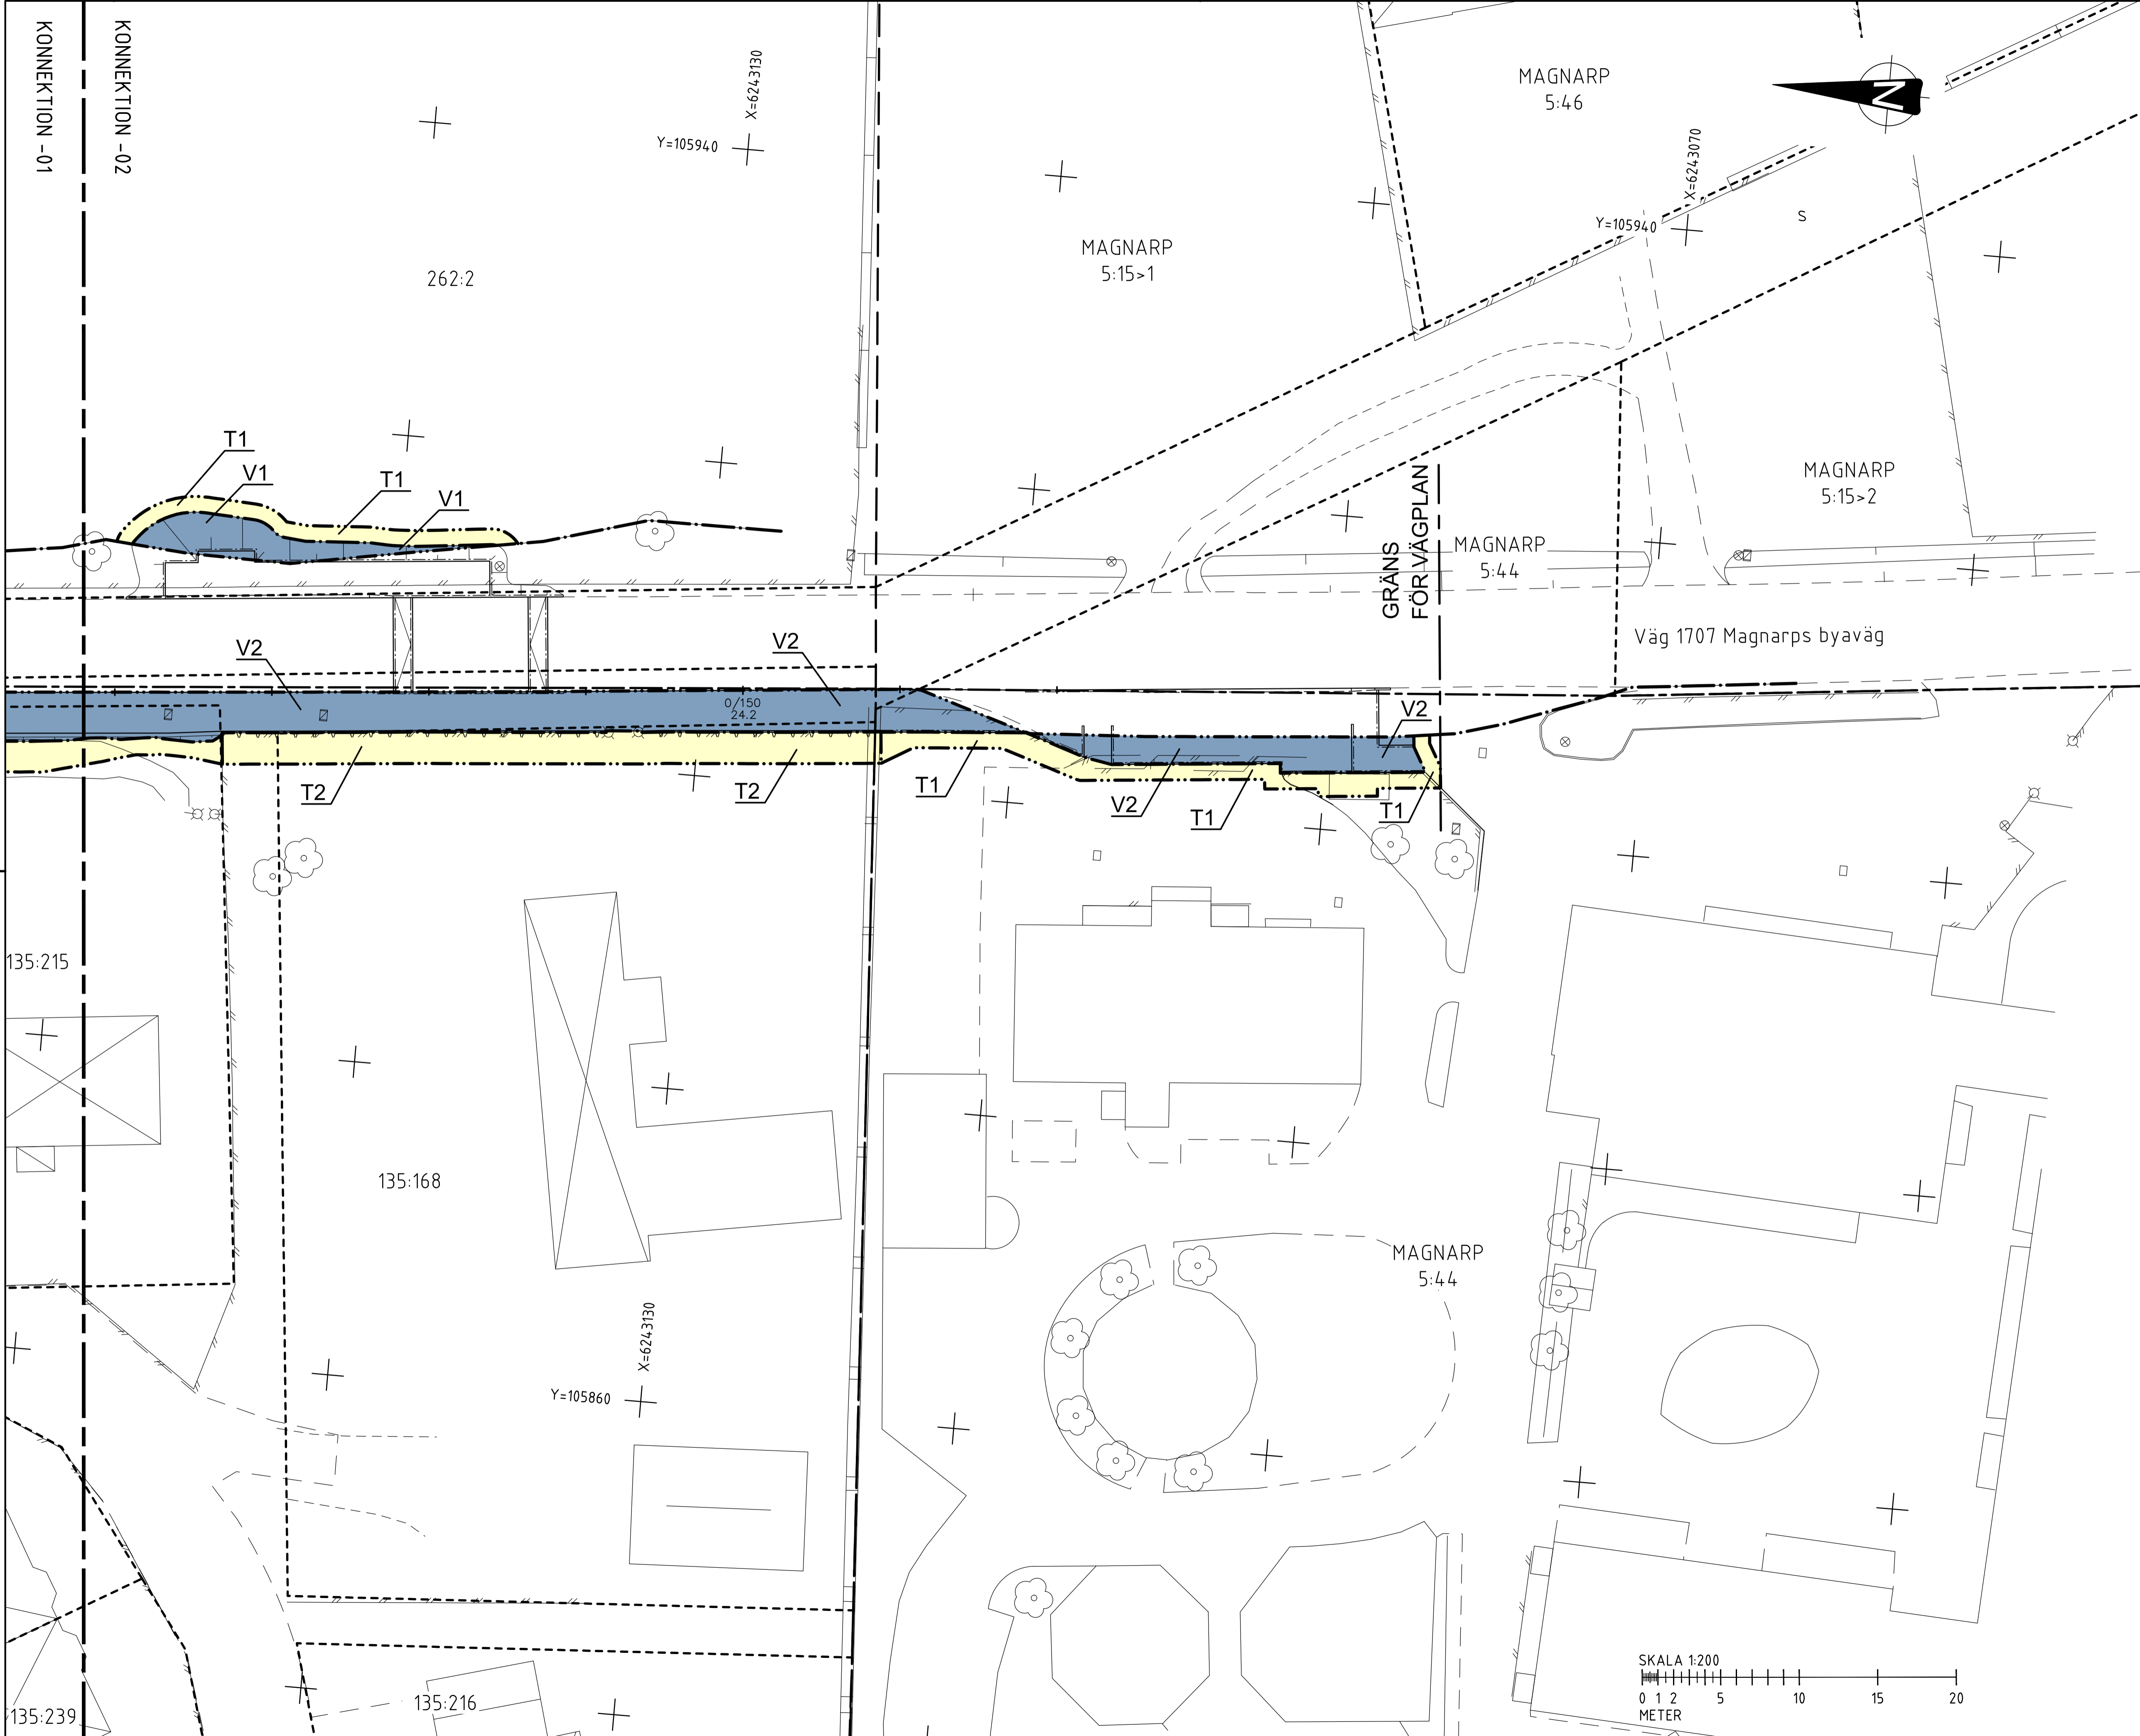 KONNEKTION -01
KONNEKTION -02
X=6243130
Y=105940
MAGNARP
5:46
N
X=6243070
Y=105940
S
262:2
MAGNARP
5:15>1
T1
V1
T1
V1
MAGNARP
5:15>2
GRÄNS
FÖR VÄGPLAN
MAGNARP
5:44
Väg 1707 Magnarps byaväg
V2
V2
0/150
24.2
V2
T2
T2
T1
V2
T1
T1
135:215
135:168
MAGNARP
5:44
X=6243130
Y=105860
135:216
135:239
SKALA 1:200
0 1 2 5 10 15 20
METER